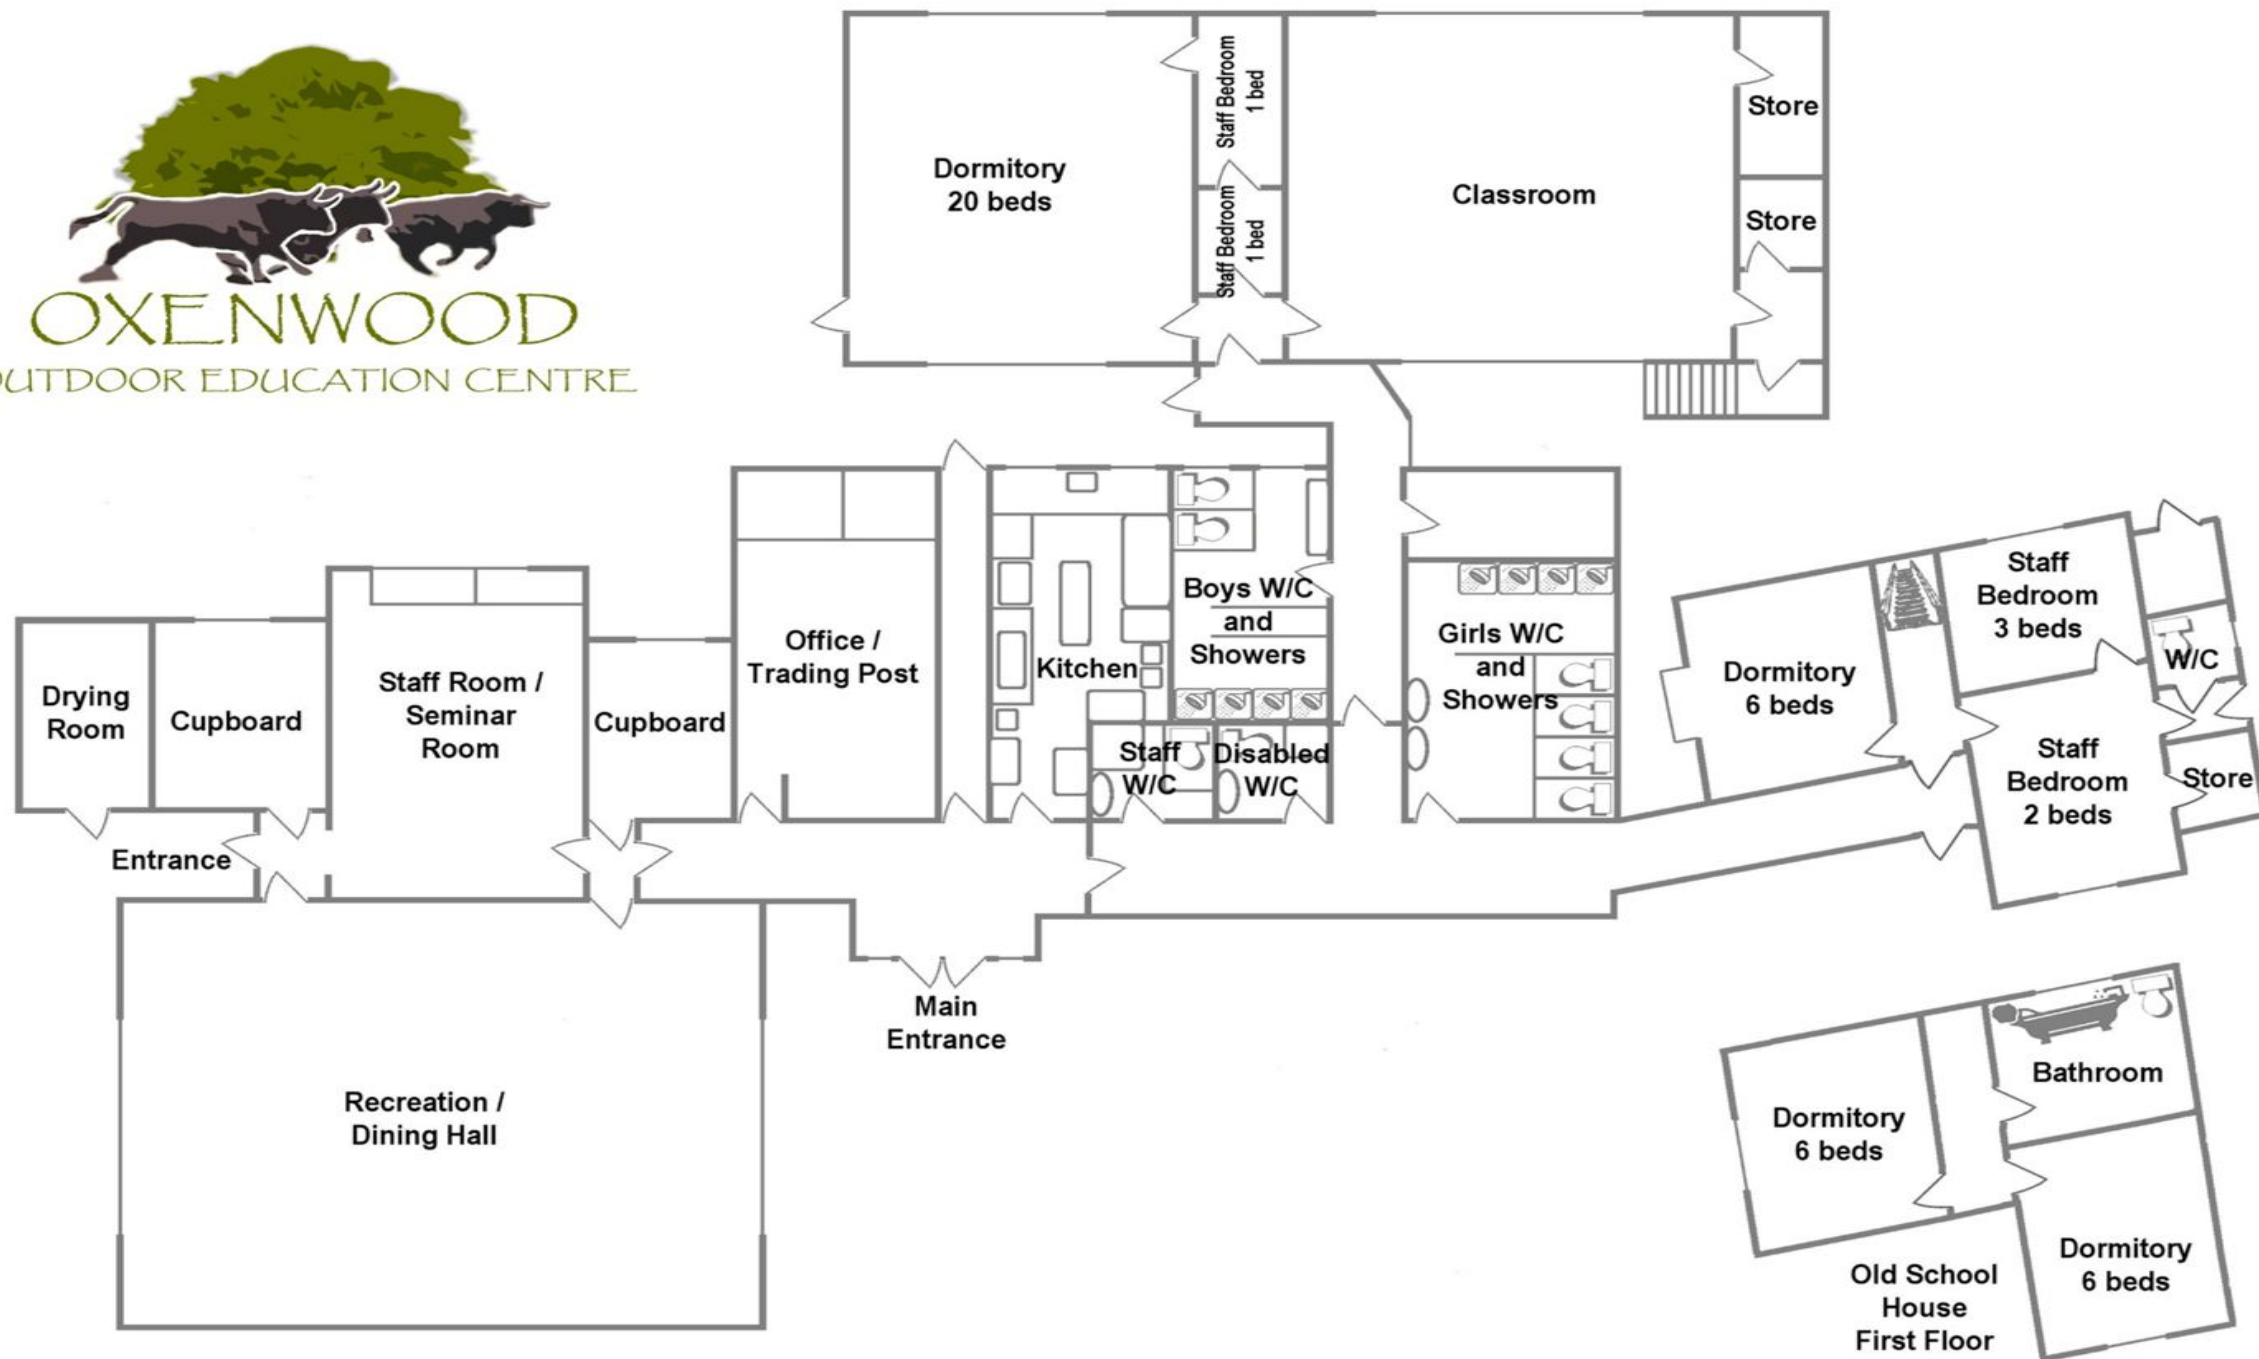 OXENWOOD
OUTDOOR EDUCATION CENTRE
Dormitory
20 beds
Staff Bedroom
1 bed
Staff Bedroom
1 bed
Classroom
Store
Store
Drying
Room
Cupboard
Staff Room /
Seminar
Room
Cupboard
Office /
Trading Post
Kitchen
Boys W/C
and
Showers
Staff
W/C
Disabled
W/C
Girls W/C
and
Showers
Dormitory
6 beds
Staff
Bedroom
3 beds
W/C
Staff
Bedroom
2 beds
Store
Entrance
Main
Entrance
Recreation /
Dining Hall
Bathroom
Dormitory
6 beds
Dormitory
6 beds
Old School
House
First Floor